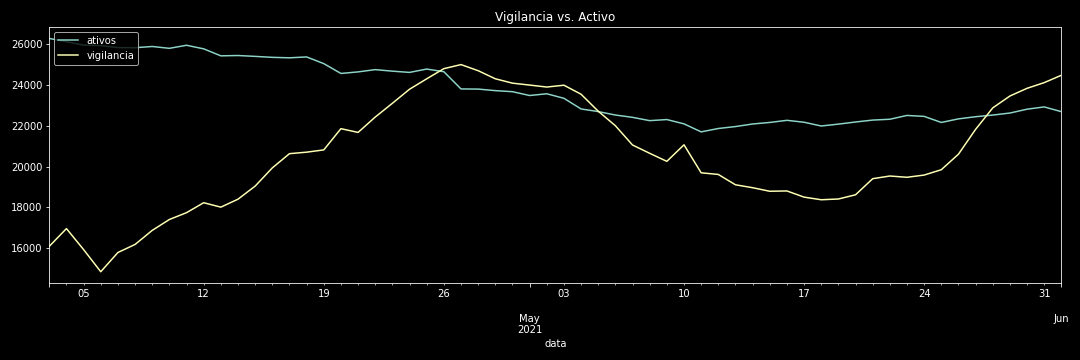 Vigilancia vs. Activo
ativos
vigilancia
26000
24000
22000
20000
18000
16000
05 12 19 26 03 10 17 24 31
May Jun
2021
data